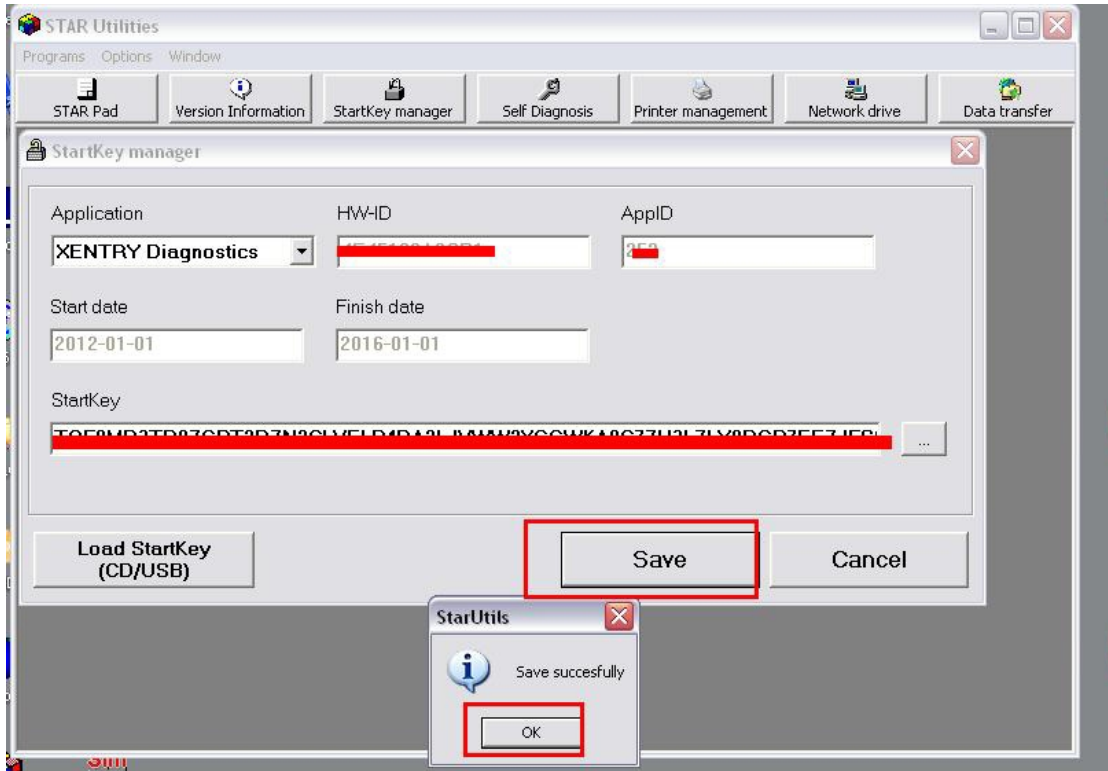 STAR Utilities
Programs Options Window
STAR Pad Version Information StartKey manager Self Diagnosis Printer management Network drive Data transfer
StartKey manager
Application HW-ID AppID
XENTRY Diagnostics
Start date Finish date
2012-01-01 2016-01-01
StartKey
...
Load StartKey
(CD/USB)
Save Cancel
StarUtils
Save succesfully
OK